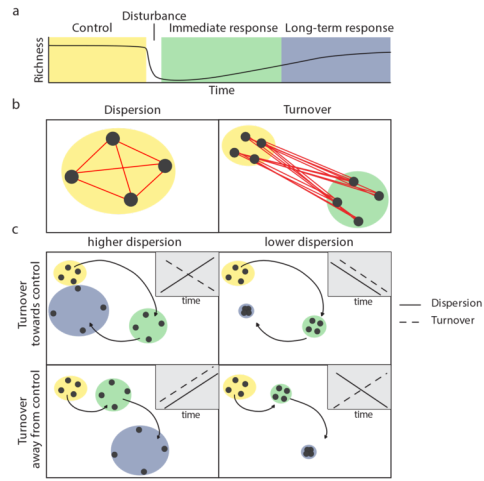 a
Disturbance
Control
Immediate response
Long-term response
Richness
Time
b
Dispersion
Turnover
c
higher dispersion
lower dispersion
Turnover
towards control
time
time
Dispersion
Turnover
Turnover
away from control
time
time